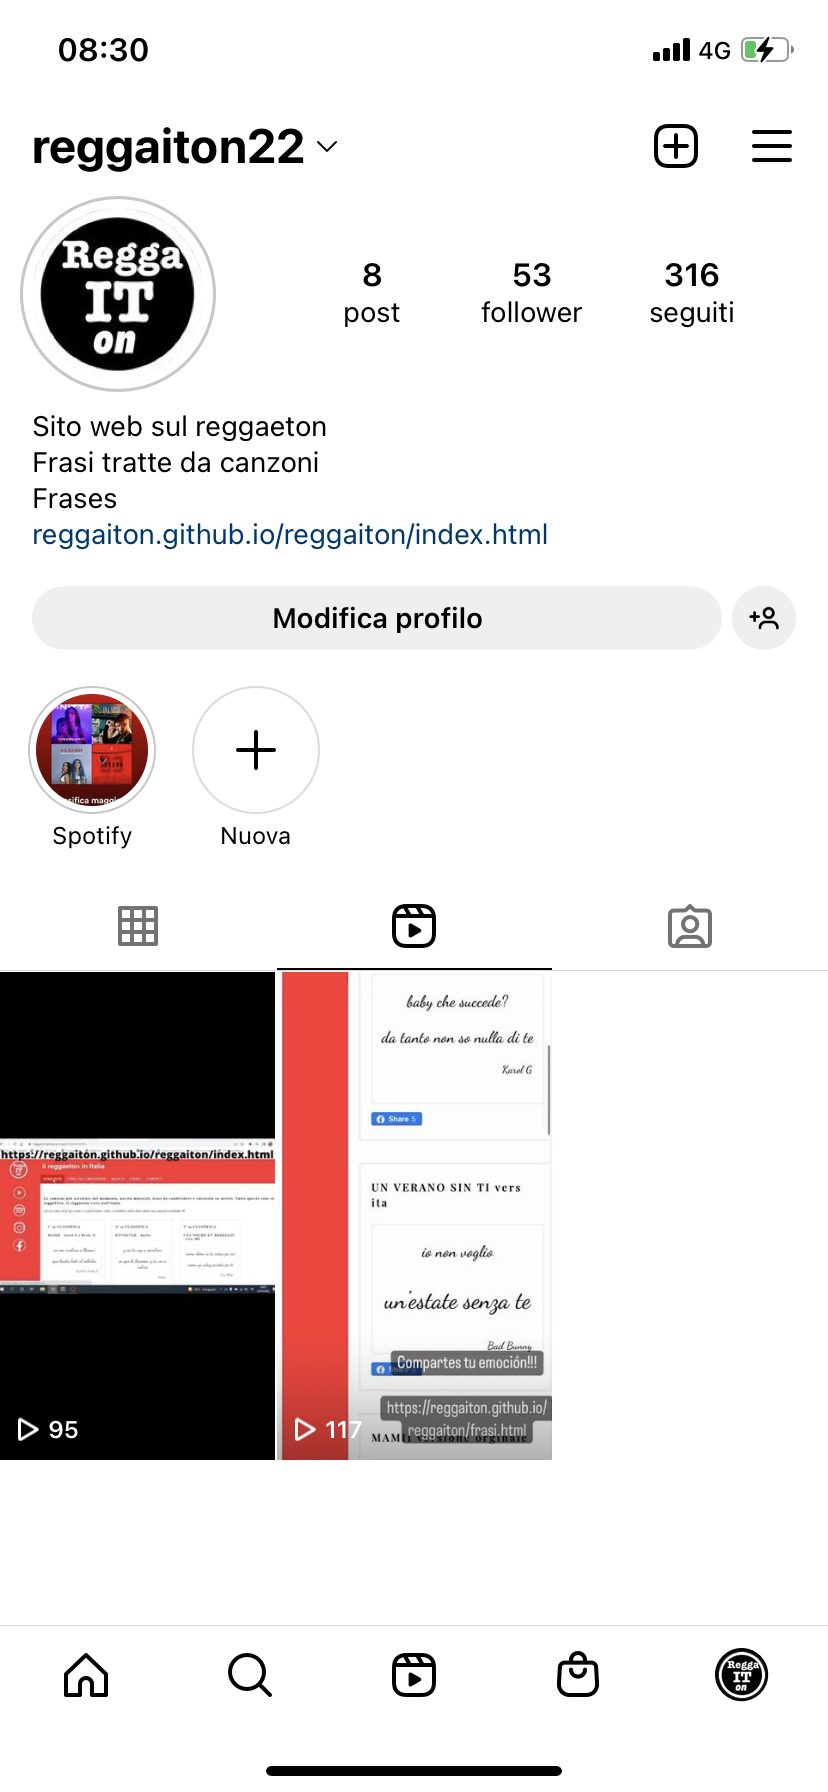 08:30
4G
reggaiton22
Regga
IT
on
8
post
53
follower
316
seguiti
Sito web sul reggaeton
Frasi tratte da canzoni
Frases
reggaiton.github.io/reggaiton/index.html
Modifica profilo
Spotify
Nuova
https://reggaiton.github.io/reggaiton/index.html
il reggaeton in Italia
95
baby che succede?
da tanto non so nulla di te
Karol G
Share 5
UN VERANO SIN TI vers
ita
io non voglio
un'estate senza te
Bad Bunny
Compartes tu emoción!!!
https://reggaiton.github.io/
reggaiton/frasi.html
117
Regga
IT
on